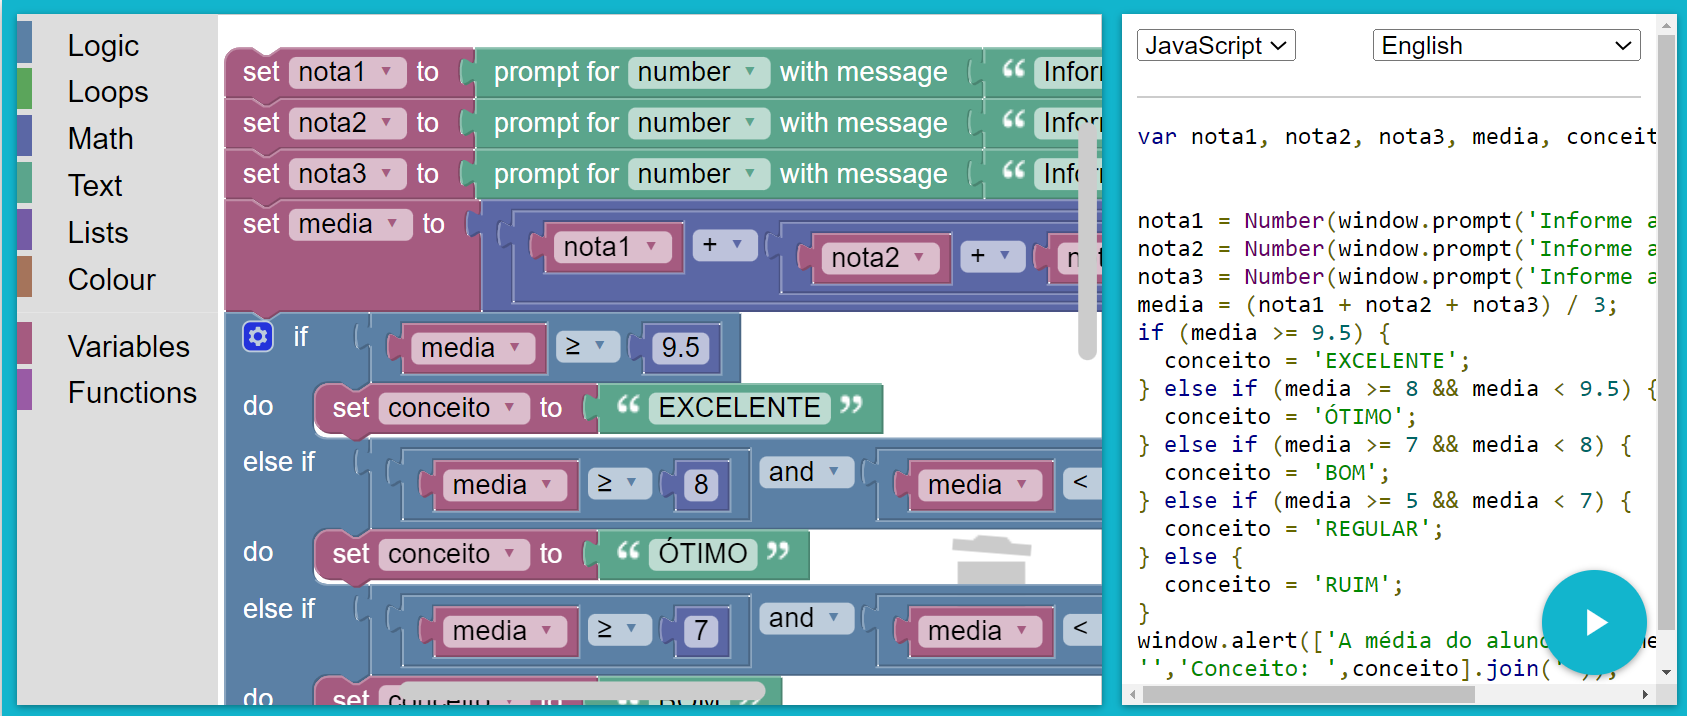 Logic
Loops
Math
Text
Lists
Colour
Variables
Functions
set nota1 to prompt for number with message “ Inform
set nota2 to prompt for number with message “ Inform
set nota3 to prompt for number with message “ Inform
set media to nota1 + nota2 +
if media ≥ 9.5
do set conceito to “ EXCELENTE ”
else if media ≥ 8 and media <
do set conceito to “ ÓTIMO ”
else if media ≥ 7 and media <
do set conceito BOM
JavaScript English
var nota1, nota2, nota3, media, conceit
nota1 = Number(window.prompt('Informe a
nota2 = Number(window.prompt('Informe a
nota3 = Number(window.prompt('Informe a
media = (nota1 + nota2 + nota3) / 3;
if (media >= 9.5) {
  conceito = 'EXCELENTE';
} else if (media >= 8 && media < 9.5) {
  conceito = 'ÓTIMO';
} else if (media >= 7 && media < 8) {
  conceito = 'BOM';
} else if (media >= 5 && media < 7) {
  conceito = 'REGULAR';
} else {
  conceito = 'RUIM';
}
window.alert(['A média do alun
'','Conceito: ',conceito].join('